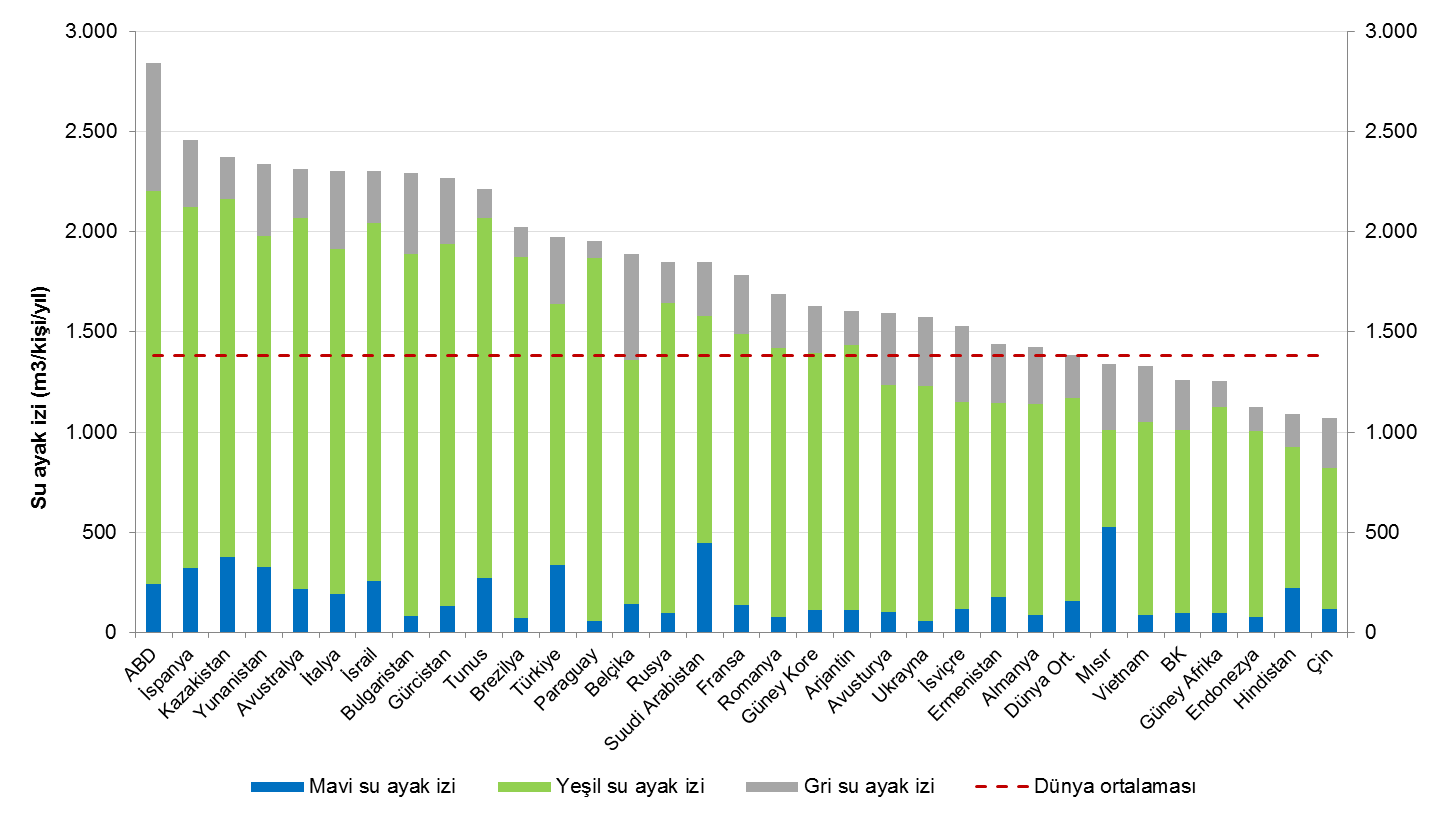 3.000
2.500
2.000
1.500
1.000
500
0
3.000
2.500
2.000
1.500
1.000
500
0
Su ayak izi (m3/kişi/yıl)
ABD
İspanya
Kazakistan
Yunanistan
Avustralya
İtalya
İsrail
Bulgaristan
Gürcistan
Tunus
Brezilya
Türkiye
Paraguay
Belçika
Rusya
Suudi Arabistan
Fransa
Romanya
Güney Kore
Arjantin
Avusturya
Ukrayna
İsviçre
Ermenistan
Almanya
Dünya Ort.
Mısır
Vietnam
BK
Güney Afrika
Endonezya
Hindistan
Çin
Mavi su ayak izi
Yeşil su ayak izi
Gri su ayak izi
Dünya ortalaması